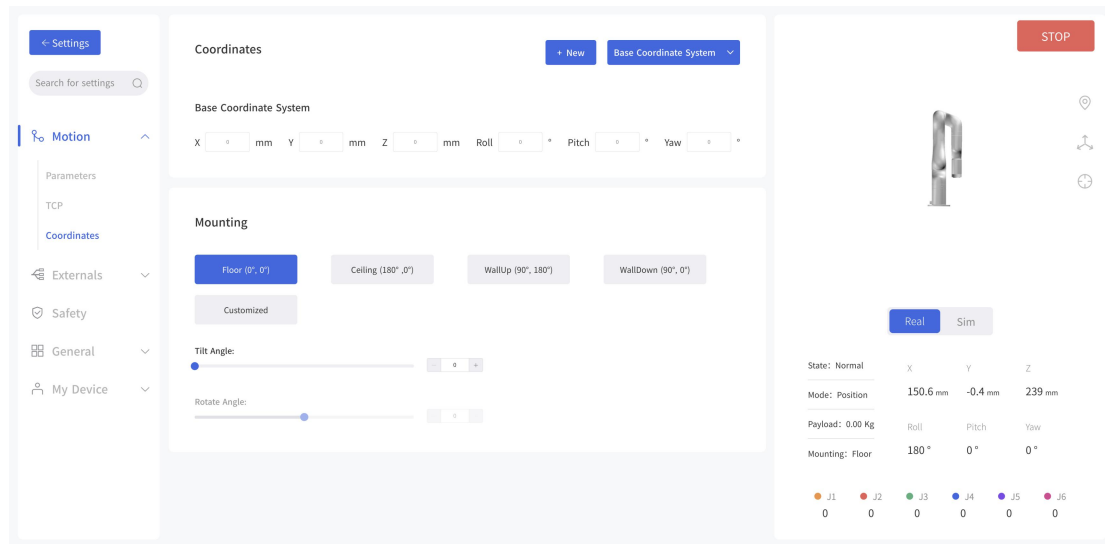 ← Settings
Search for settings
Motion
Parameters
TCP
Coordinates
Externals
Safety
General
My Device
Coordinates
+ New
Base Coordinate System
Base Coordinate System
X 0 mm Y 0 mm Z 0 mm Roll 0 ° Pitch 0 ° Yaw 0 °
Mounting
Floor (0°, 0°) Ceiling (180° ,0°) WallUp (90°, 180°) WallDown (90°, 0°)
Customized
Tilt Angle:
- 0 +
Rotate Angle:
0
STOP
Real Sim
State: Normal
Mode: Position
Payload: 0.00 Kg
Mounting: Floor
X Y Z
150.6 mm -0.4 mm 239 mm
Roll Pitch Yaw
180 ° 0 ° 0 °
J1 J2 J3 J4 J5 J6
0 0 0 0 0 0